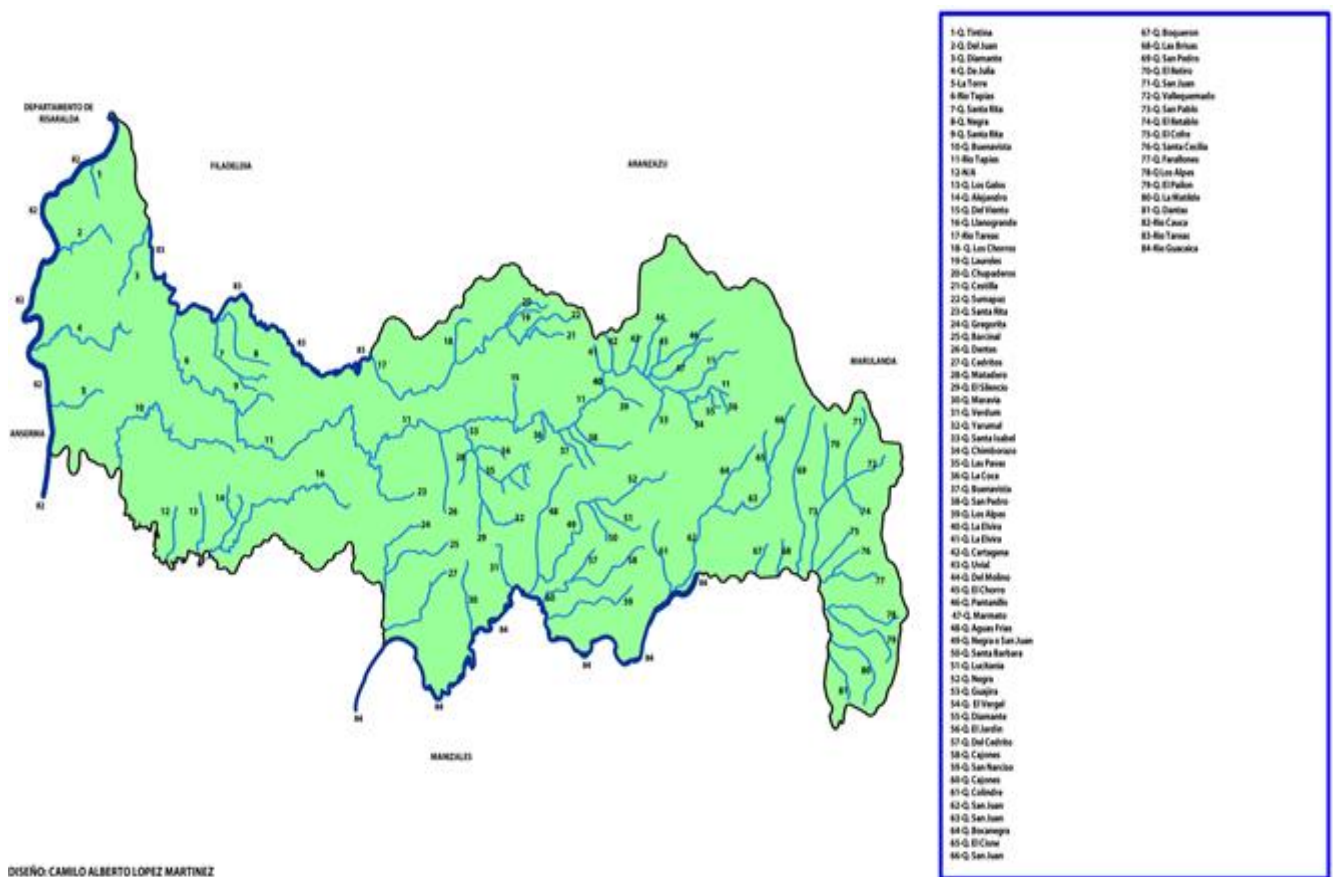 DEPARTAMENTO DE
RISARALDA
FILADELFIA
ARANZAZU
MARULANDA
ANSERMA
MANIZALES
DISEÑO: CAMILO ALBERTO LOPEZ MARTINEZ
1-Q. Tintina
2-Q. Del Juan
3-Q. Diamante
4-Q. De Julia
5-La Torre
6-Rio Tapias
7-Q. Santa Rita
8-Q. Negra
9-Q. Santa Rita
10-Q. Buenavista
11-Rio Tapias
12-N/A
13-Q. Los Galos
14-Q. Alejandro
15-Q. Del Viento
16-Q. Llanogrande
17-Rio Tareas
18- Q. Los Chorros
19-Q. Laureles
20-Q. Chupaderos
21-Q. Castilla
22-Q. Sumapaz
23-Q. Santa Rita
24-Q. Gregorita
25-Q. Barcinal
26-Q. Dantas
27-Q. Cedritos
28-Q. Matadero
29-Q. El Silencio
30-Q. Maravia
31-Q. Verdum
32-Q. Yarumal
33-Q. Santa Isabel
34-Q. Chimborazo
35-Q. Las Pavas
36-Q. La Coca
37-Q. Buenavista
38-Q. San Pedro
39-Q. Los Alpes
40-Q. La Elvira
41-Q. La Elvira
42-Q. Cartagena
43-Q. Uvial
44-Q. Del Molino
45-Q. El Chorro
46-Q. Pantanillo
47-Q. Marmato
48-Q. Aguas Frias
49-Q. Negra o San Juan
50-Q. Santa Barbara
51-Q. Luchonia
52-Q. Negra
53-Q. Guajira
54-Q. El Vergel
55-Q. Diamante
56-Q. El Jardin
57-Q. Del Cedrito
58-Q. Cajones
59-Q. San Narciso
60-Q. Cajones
61-Q. Colindre
62-Q. San Juan
63-Q. San Juan
64-Q. Bocanegra
65-Q. El Cisne
66-Q. San Juan
67-Q. Boqueron
68-Q. Las Brisas
69-Q. San Pedro
70-Q. El Retiro
71-Q. San Juan
72-Q. Vallequemado
73-Q. San Pablo
74-Q. El Retablo
75-Q. El Cofre
76-Q. Santa Cecilia
77-Q. Farallones
78-Q Los Alpes
79-Q. El Pailon
80-Q. La Matilde
81-Q. Dantas
82-Rio Cauca
83-Rio Tareas
84-Rio Guacaica